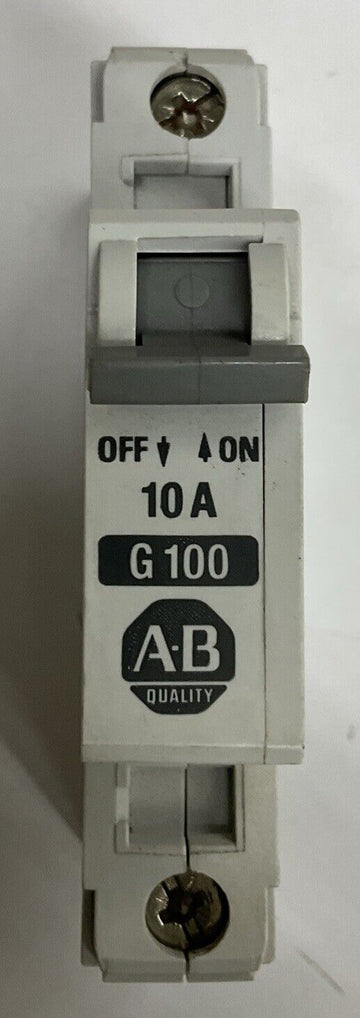 OFF ↓ ↑ ON
10 A
G 100
A·B
QUALITY